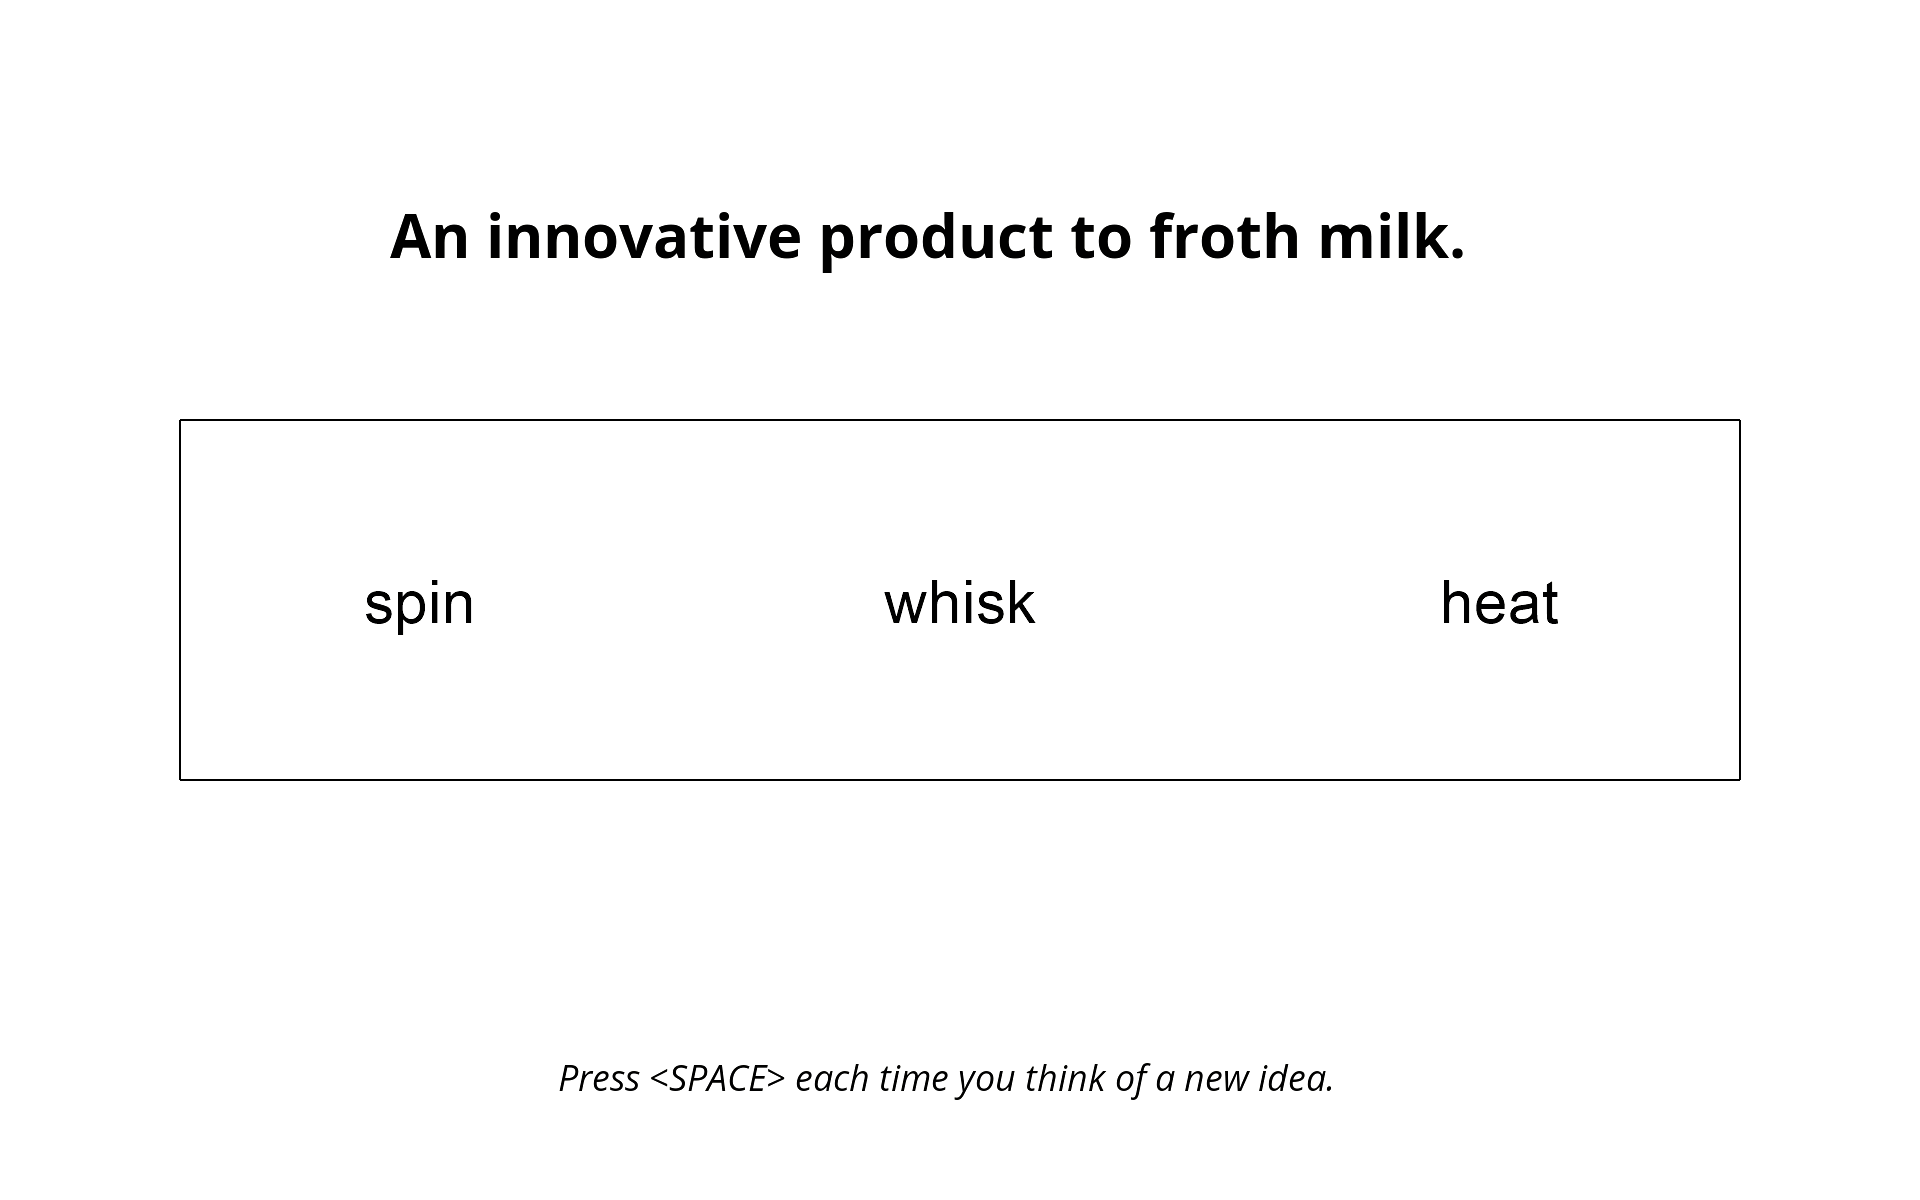 An innovative product to froth milk.
spin whisk heat
Press <SPACE> each time you think of a new idea.